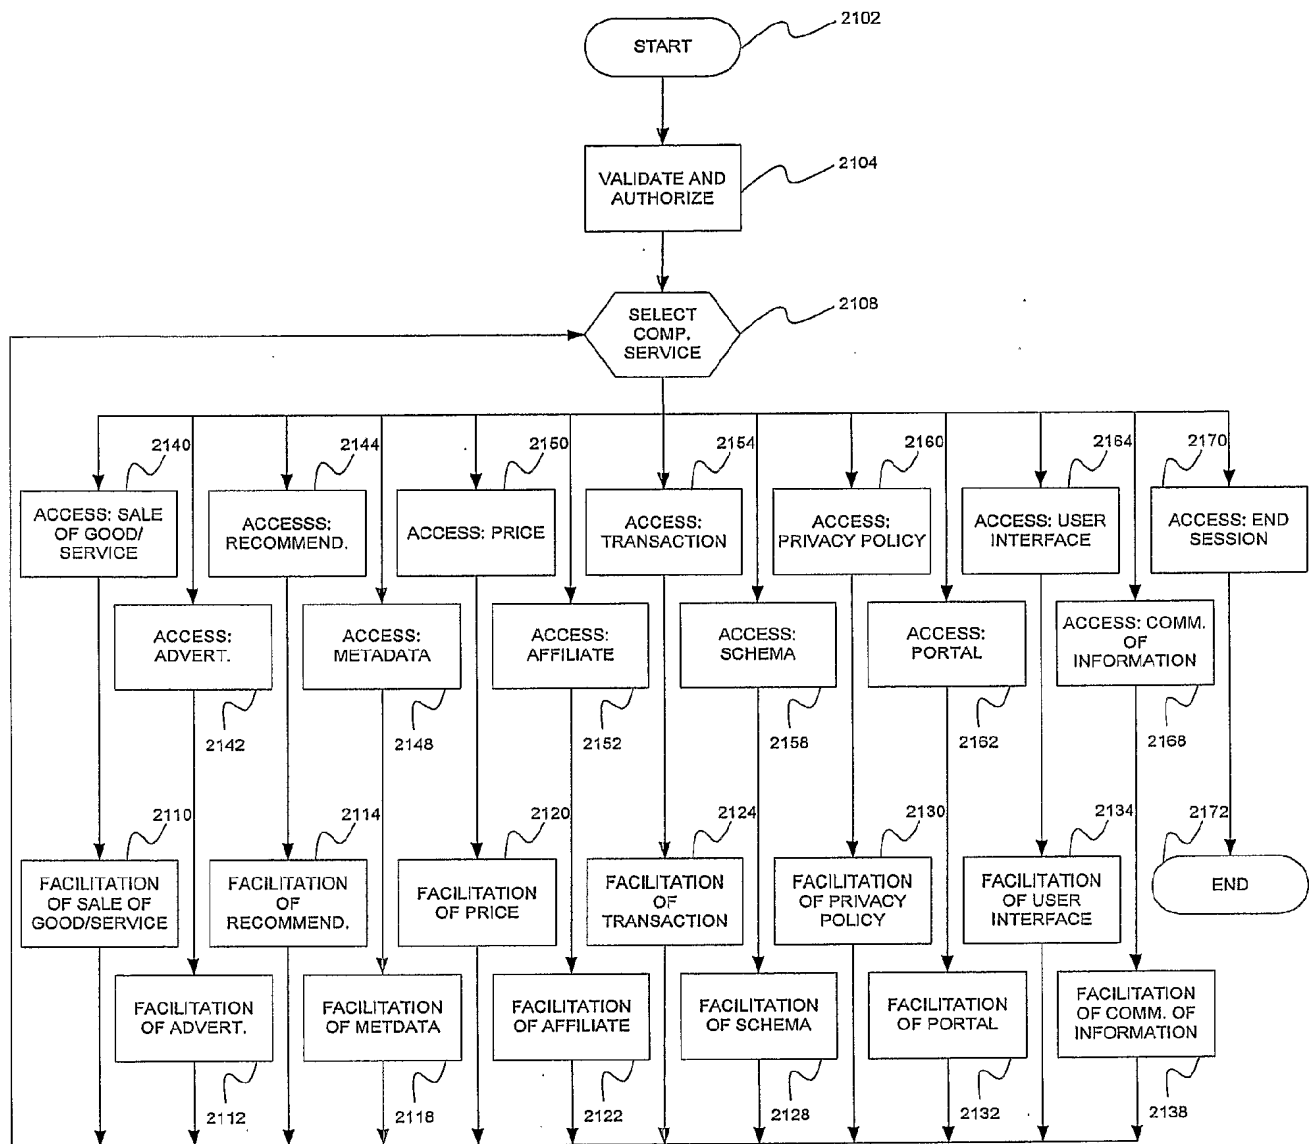 2102
START
2104
VALIDATE AND
AUTHORIZE
2108
SELECT
COMP.
SERVICE
2140
2144
2150
2154
2160
2164
2170
ACCESS: SALE
OF GOOD/
SERVICE
ACCESSS:
RECOMMEND.
ACCESS: PRICE
ACCESS:
TRANSACTION
ACCESS:
PRIVACY POLICY
ACCESS: USER
INTERFACE
ACCESS: END
SESSION
ACCESS:
ADVERT.
ACCESS:
METADATA
ACCESS:
AFFILIATE
ACCESS:
SCHEMA
ACCESS:
PORTAL
ACCESS: COMM.
OF
INFORMATION
2142
2148
2152
2158
2162
2168
2110
2114
2120
2124
2130
2134
2172
FACILITATION
OF SALE OF
GOOD/SERVICE
FACILITATION
OF
RECOMMEND.
FACILITATION
OF PRICE
FACILITATION
OF
TRANSACTION
FACILITATION
OF PRIVACY
POLICY
FACILITATION
OF USER
INTERFACE
END
FACILITATION
OF ADVERT.
FACILITATION
OF METDATA
FACILITATION
OF AFFILIATE
FACILITATION
OF SCHEMA
FACILITATION
OF PORTAL
FACILITATION
OF COMM. OF
INFORMATION
2112
2118
2122
2128
2132
2138